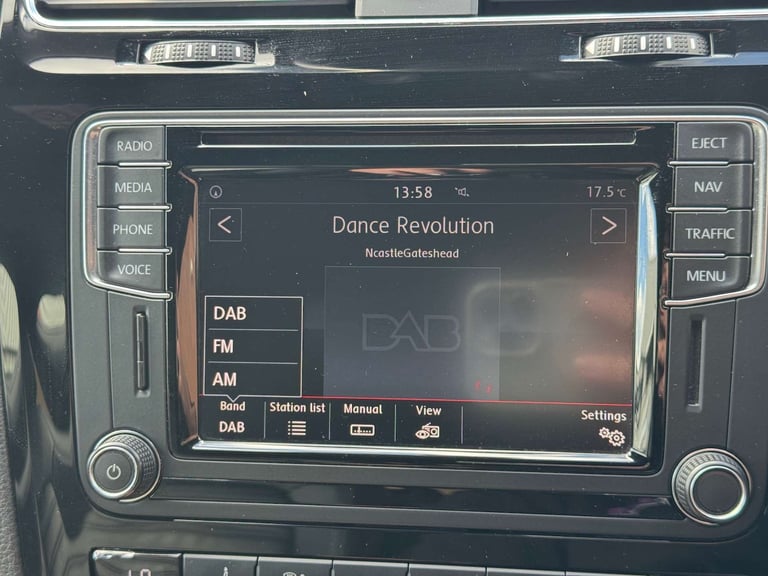 RADIO
MEDIA
PHONE
VOICE
EJECT
NAV
TRAFFIC
MENU
13:58 17.5 °C
< Dance Revolution >
NcastleGateshead
DAB
DAB
FM
AM
Band Station list Manual View Settings
DAB